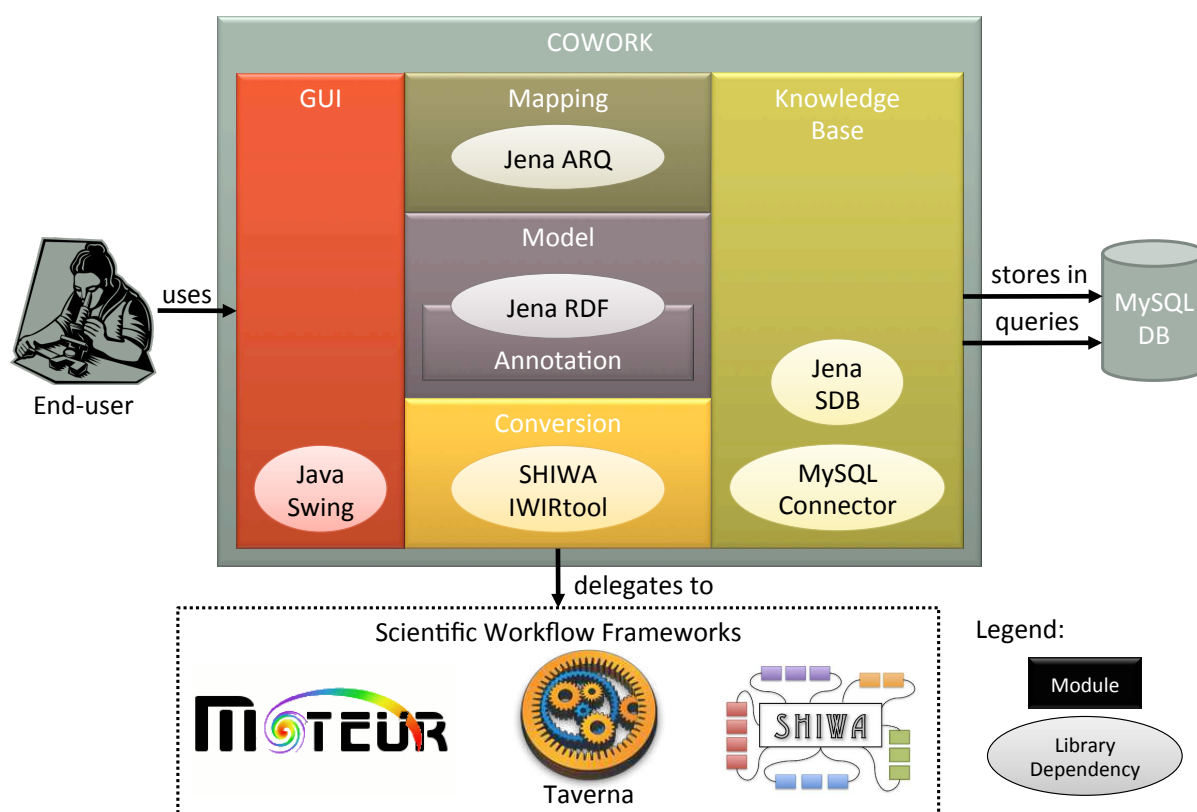 COWORK
GUI
Mapping
Knowledge
Base
Jena ARQ
Model
Jena RDF
Annotation
Conversion
SHIWA
IWIRtool
Java
Swing
Jena
SDB
MySQL
Connector
uses
End-user
stores in
queries
MySQL
DB
delegates to
Scientific Workflow Frameworks
MOTEUR
Taverna
SHIWA
Legend:
Module
Library
Dependency